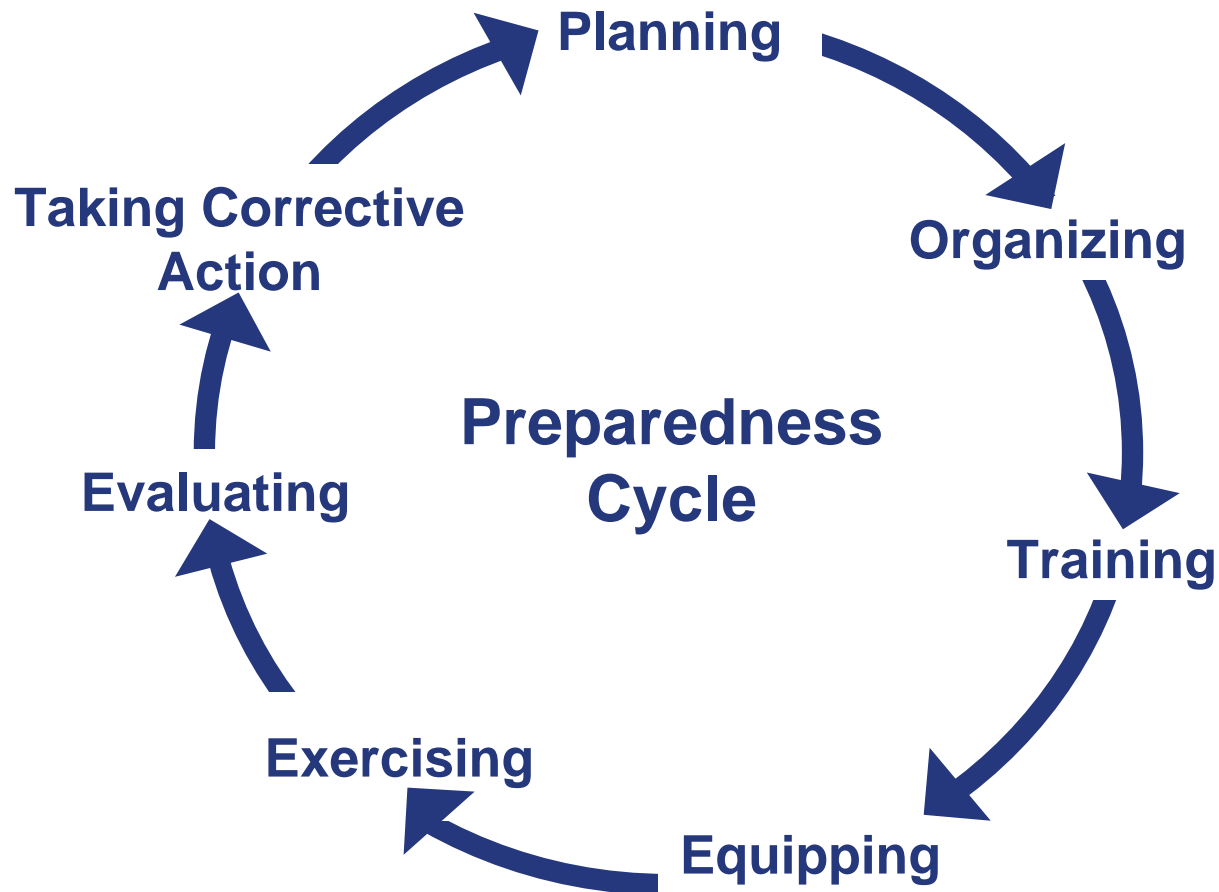 Planning
Organizing
Training
Equipping
Exercising
Evaluating
Taking Corrective
Action
Preparedness
Cycle